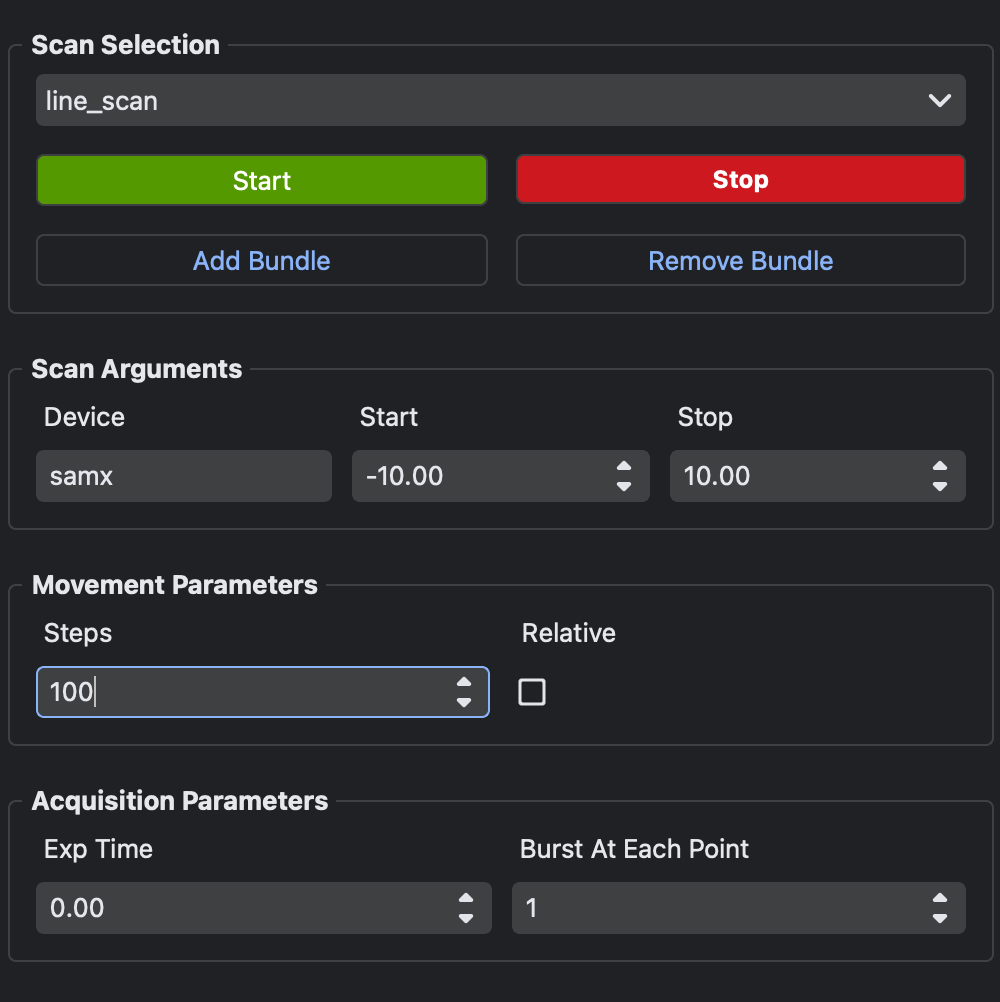 Scan Selection
line_scan
Start
Stop
Add Bundle
Remove Bundle
Scan Arguments
Device
Start
Stop
samx
-10.00
10.00
Movement Parameters
Steps
Relative
100
Acquisition Parameters
Exp Time
Burst At Each Point
0.00
1